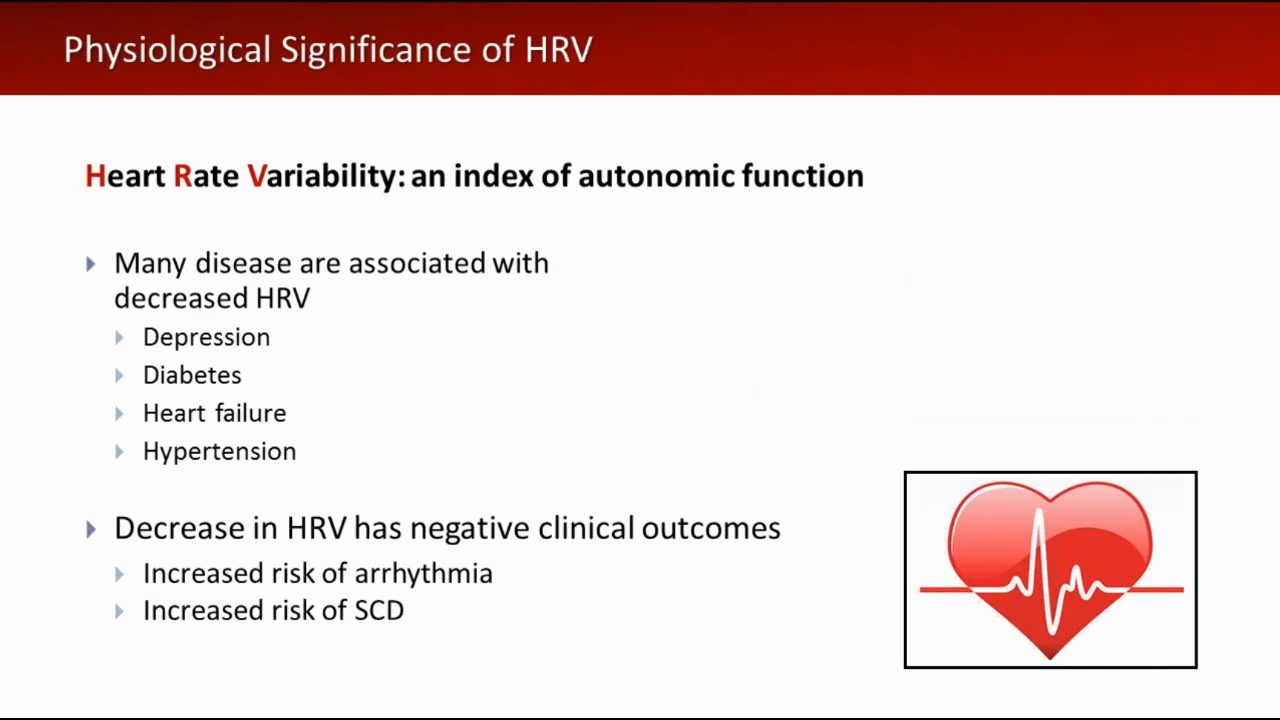 Physiological Significance of HRV
Heart Rate Variability: an index of autonomic function
Many disease are associated with
decreased HRV
Depression
Diabetes
Heart failure
Hypertension
Decrease in HRV has negative clinical outcomes
Increased risk of arrhythmia
Increased risk of SCD